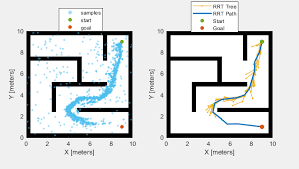 samples
start
goal
RRT Tree
RRT Path
Start
Goal
10
8
6
4
2
0
Y [meters]
0 2 4 6 8 10
X [meters]
10
8
6
4
2
0
Y [meters]
0 2 4 6 8 10
X [meters]